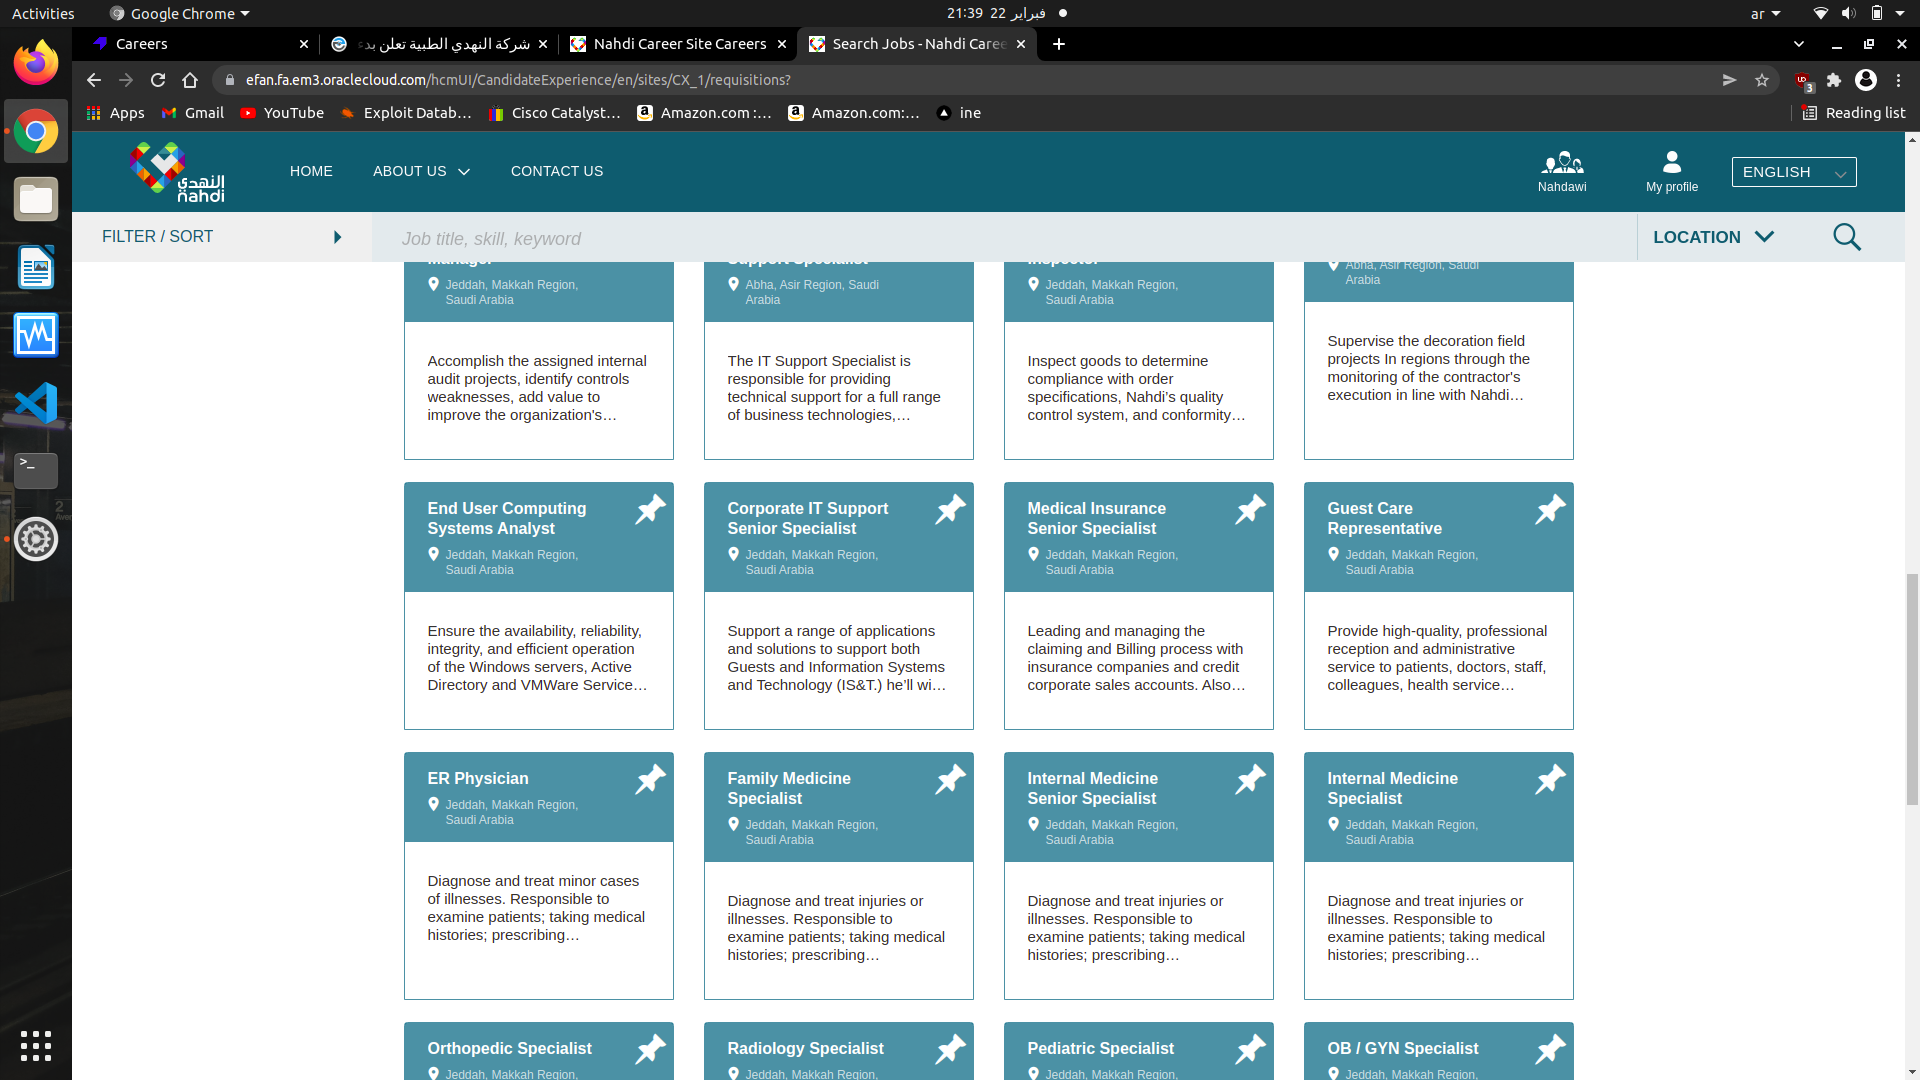 Activities
Google Chrome
21:39 22 فبراير
ar
Careers
شركة النهدي الطبية تعلن بدء
Nahdi Career Site Careers
Search Jobs - Nahdi Caree
efan.fa.em3.oraclecloud.com/hcmUI/CandidateExperience/en/sites/CX_1/requisitions?
3
Apps
Gmail
YouTube
Exploit Datab…
Cisco Catalyst…
Amazon.com :…
Amazon.com:…
ine
Reading list
النهدي
nahdi
HOME
ABOUT US
CONTACT US
Nahdawi
My profile
ENGLISH
FILTER / SORT
Job title, skill, keyword
LOCATION
Manager
Jeddah, Makkah Region,
Saudi Arabia
Accomplish the assigned internal
audit projects, identify controls
weaknesses, add value to
improve the organization's…
Support Specialist
Abha, Asir Region, Saudi
Arabia
The IT Support Specialist is
responsible for providing
technical support for a full range
of business technologies,…
Inspector
Jeddah, Makkah Region,
Saudi Arabia
Inspect goods to determine
compliance with order
specifications, Nahdi’s quality
control system, and conformity…
Abha, Asir Region, Saudi
Arabia
Supervise the decoration field
projects In regions through the
monitoring of the contractor's
execution in line with Nahdi…
End User Computing
Systems Analyst
Jeddah, Makkah Region,
Saudi Arabia
Ensure the availability, reliability,
integrity, and efficient operation
of the Windows servers, Active
Directory and VMWare Service…
Corporate IT Support
Senior Specialist
Jeddah, Makkah Region,
Saudi Arabia
Support a range of applications
and solutions to support both
Guests and Information Systems
and Technology (IS&T.) he’ll wi…
Medical Insurance
Senior Specialist
Jeddah, Makkah Region,
Saudi Arabia
Leading and managing the
claiming and Billing process with
insurance companies and credit
corporate sales accounts. Also…
Guest Care
Representative
Jeddah, Makkah Region,
Saudi Arabia
Provide high-quality, professional
reception and administrative
service to patients, doctors, staff,
colleagues, health service…
ER Physician
Jeddah, Makkah Region,
Saudi Arabia
Diagnose and treat minor cases
of illnesses. Responsible to
examine patients; taking medical
histories; prescribing…
Family Medicine
Specialist
Jeddah, Makkah Region,
Saudi Arabia
Diagnose and treat injuries or
illnesses. Responsible to
examine patients; taking medical
histories; prescribing…
Internal Medicine
Senior Specialist
Jeddah, Makkah Region,
Saudi Arabia
Diagnose and treat injuries or
illnesses. Responsible to
examine patients; taking medical
histories; prescribing…
Internal Medicine
Specialist
Jeddah, Makkah Region,
Saudi Arabia
Diagnose and treat injuries or
illnesses. Responsible to
examine patients; taking medical
histories; prescribing…
Orthopedic Specialist
Jeddah, Makkah Region,
Radiology Specialist
Jeddah, Makkah Region,
Pediatric Specialist
Jeddah, Makkah Region,
OB / GYN Specialist
Jeddah, Makkah Region,